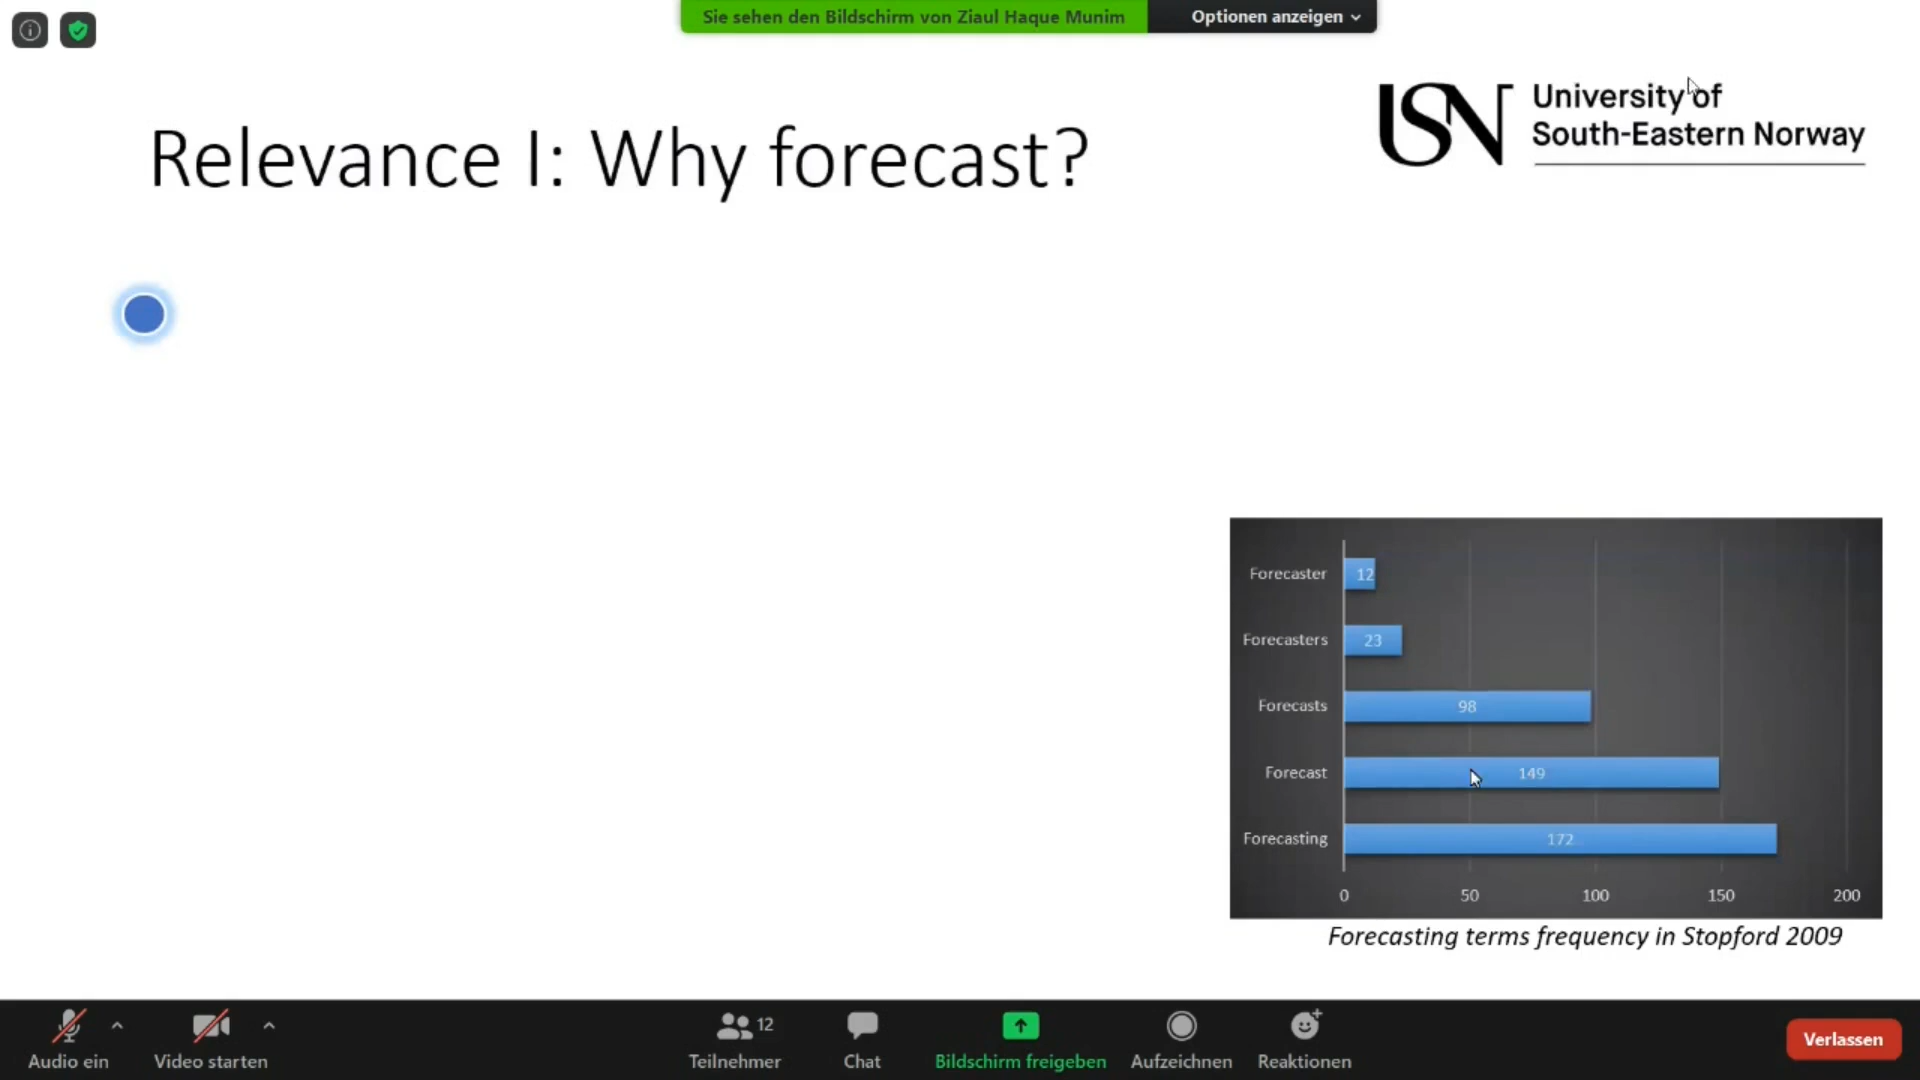 Sie sehen den Bildschirm von Ziaul Haque Munim
Optionen anzeigen
USN
University of
South-Eastern Norway
Relevance I: Why forecast?
Forecaster 12
Forecasters 23
Forecasts 98
Forecast 149
Forecasting 172
0 50 100 150 200
Forecasting terms frequency in Stopford 2009
12
Audio ein
Video starten
Teilnehmer
Chat
Bildschirm freigeben
Aufzeichnen
Reaktionen
Verlassen